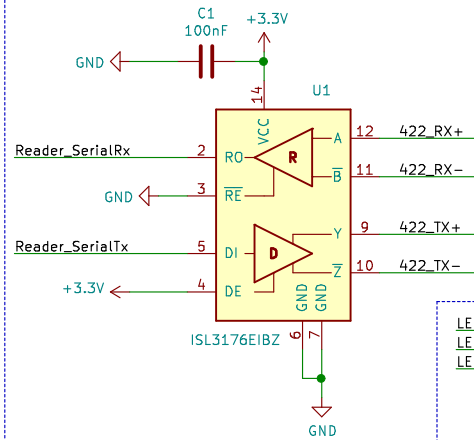 C1
100nF
+3.3V
GND
U1
14
VCC
Reader_SerialRx
2
RO
R
A
12
422_RX+
B
11
422_RX-
GND
3
RE
Y
9
422_TX+
Reader_SerialTx
5
DI
D
Z
10
422_TX-
+3.3V
4
DE
GND
GND
ISL3176EIBZ
6
7
LE
LE
LE
GND